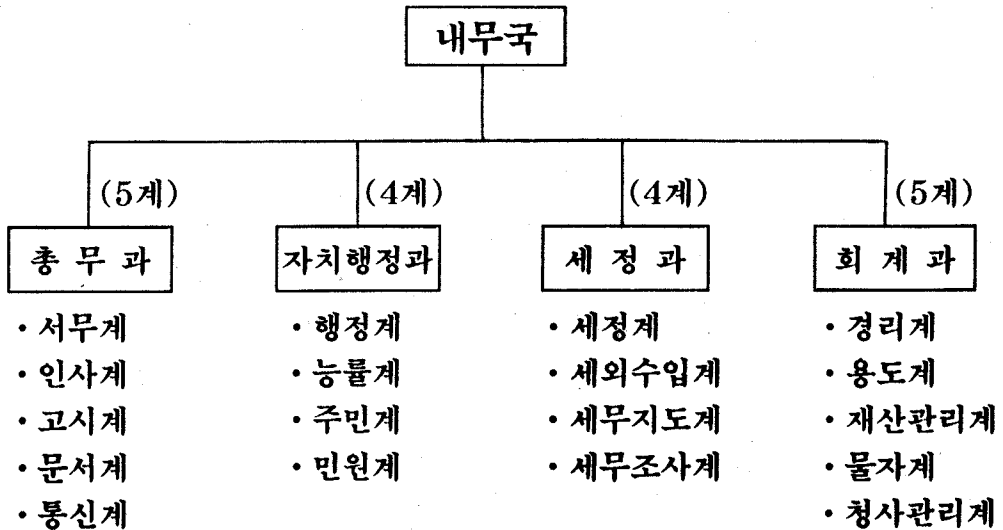 내무국
(5계) (4계) (4계) (5계)
총 무 과 자치행정과 세 정 과 회 계 과
· 서무계 · 행정계 · 세정계 · 경리계
· 인사계 · 능률계 · 세외수입계 · 용도계
· 고시계 · 주민계 · 세무지도계 · 재산관리계
· 문서계 · 민원계 · 세무조사계 · 물자계
· 통신계 · 청사관리계